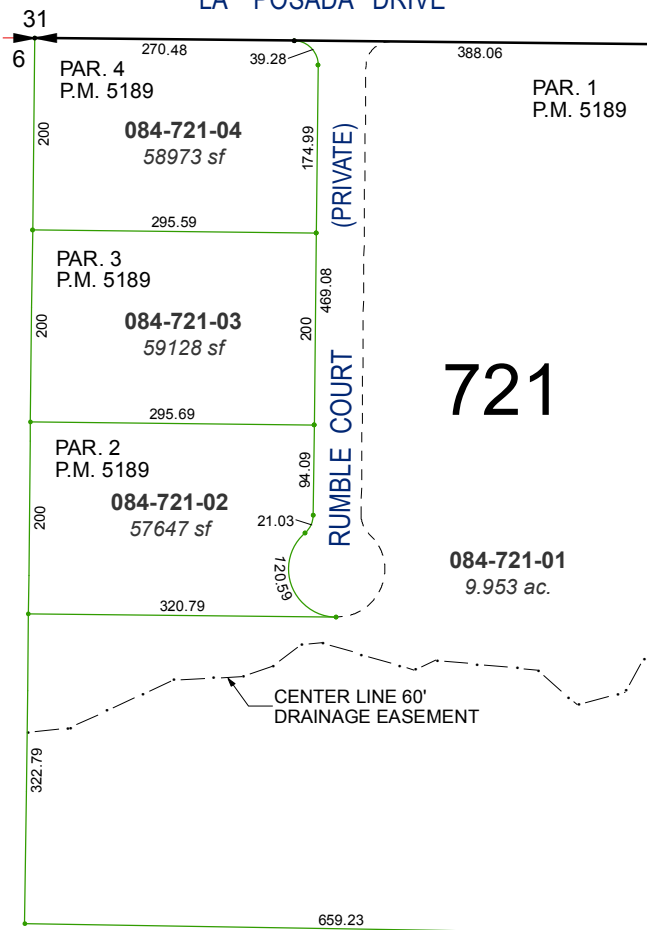 LA POSADA DRIVE
31
6
270.48
39.28
388.06
PAR. 4
P.M. 5189
PAR. 1
P.M. 5189
200
084-721-04
58973 sf
174.99
(PRIVATE)
295.59
PAR. 3
P.M. 5189
469.08
200
084-721-03
59128 sf
200
721
295.69
RUMBLE COURT
PAR. 2
P.M. 5189
94.09
200
084-721-02
57647 sf
21.03
120.59
084-721-01
9.953 ac.
320.79
CENTER LINE 60'
DRAINAGE EASEMENT
322.79
659.23